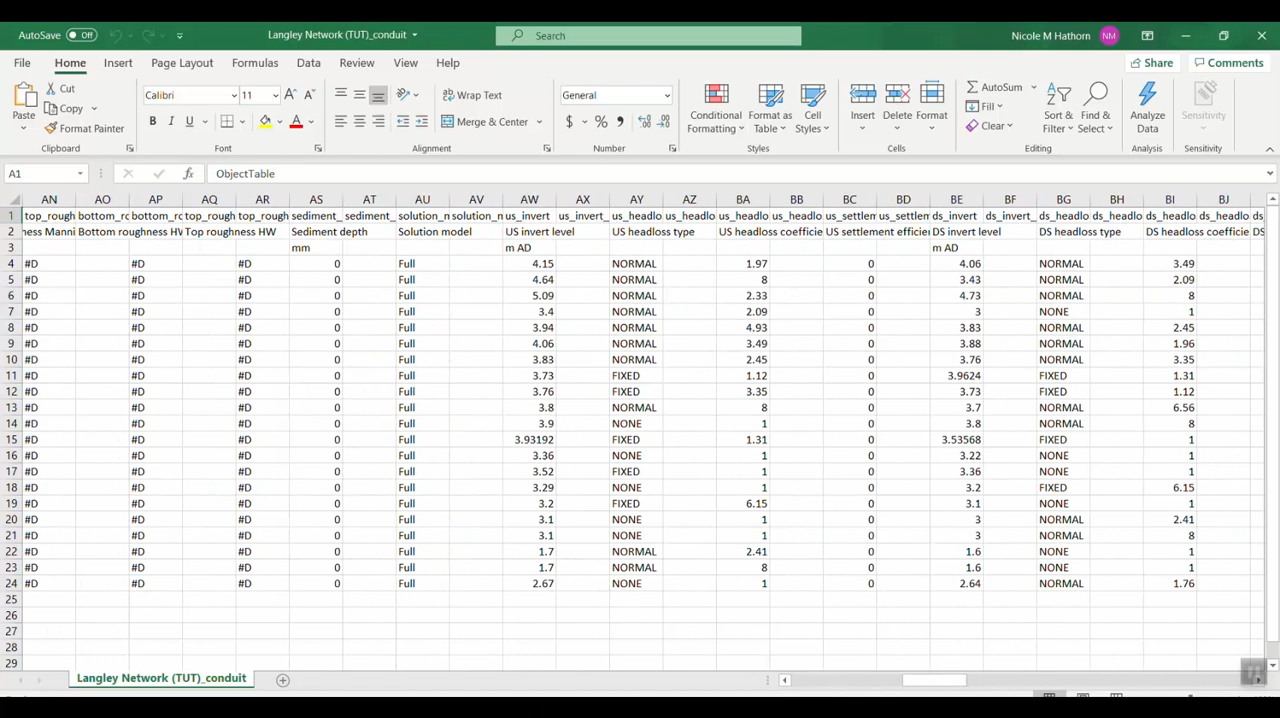 AutoSave Off Langley Network (TUT)_conduit Search Nicole M Hathorn NM
File Home Insert Page Layout Formulas Data Review View Help Share Comments
Cut Calibri 11 Wrap Text General AutoSum
Copy Fill
Paste Format Painter B I U Merge & Center $ % Conditional Formatting Format as Table Cell Styles Insert Delete Format Clear Sort & Filter Find & Select Analyze Data Sensitivity
Clipboard Font Alignment Number Styles Cells Editing Analysis Sensitivity
A1 fx ObjectTable
AN AO AP AQ AR AS AT AU AV AW AX AY AZ BA BB BC BD BE BF BG BH BI BJ
1 top_rough bottom_ro bottom_ro top_rough top_rough sediment_ sediment_ solution_n solution_n us_invert us_invert_ us_headlo us_headlo us_headlo us_headlo us_settlem us_settlem ds_invert ds_invert_ ds_headlo ds_headlo ds_headlo ds_headlo ds
2 ness Manni Bottom roughness HW Top roughness HW Sediment depth Solution model US invert level US headloss type US headloss coefficie US settlement efficien DS invert level DS headloss type DS headloss coefficie DS
3 mm m AD m AD
4 #D #D #D 0 Full 4.15 NORMAL 1.97 0 4.06 NORMAL 3.49
5 #D #D #D 0 Full 4.64 NORMAL 8 0 3.43 NORMAL 2.09
6 #D #D #D 0 Full 5.09 NORMAL 2.33 0 4.73 NORMAL 8
7 #D #D #D 0 Full 3.4 NORMAL 2.09 0 3 NONE 1
8 #D #D #D 0 Full 3.94 NORMAL 4.93 0 3.83 NORMAL 2.45
9 #D #D #D 0 Full 4.06 NORMAL 3.49 0 3.88 NORMAL 1.96
10 #D #D #D 0 Full 3.83 NORMAL 2.45 0 3.76 NORMAL 3.35
11 #D #D #D 0 Full 3.73 FIXED 1.12 0 3.9624 FIXED 1.31
12 #D #D #D 0 Full 3.76 FIXED 3.35 0 3.73 FIXED 1.12
13 #D #D #D 0 Full 3.8 NORMAL 8 0 3.7 NORMAL 6.56
14 #D #D #D 0 Full 3.9 NONE 1 0 3.8 NORMAL 8
15 #D #D #D 0 Full 3.93192 FIXED 1.31 0 3.53568 FIXED 1
16 #D #D #D 0 Full 3.36 NONE 1 0 3.22 NONE 1
17 #D #D #D 0 Full 3.52 FIXED 1 0 3.36 NONE 1
18 #D #D #D 0 Full 3.29 NONE 1 0 3.2 FIXED 6.15
19 #D #D #D 0 Full 3.2 FIXED 6.15 0 3.1 NONE 1
20 #D #D #D 0 Full 3.1 NONE 1 0 3 NORMAL 2.41
21 #D #D #D 0 Full 3.1 NONE 1 0 3 NORMAL 8
22 #D #D #D 0 Full 1.7 NORMAL 2.41 0 1.6 NONE 1
23 #D #D #D 0 Full 1.7 NORMAL 8 0 1.6 NONE 1
24 #D #D #D 0 Full 2.67 NONE 1 0 2.64 NORMAL 1.76
25
26
27
28
29
Langley Network (TUT)_conduit